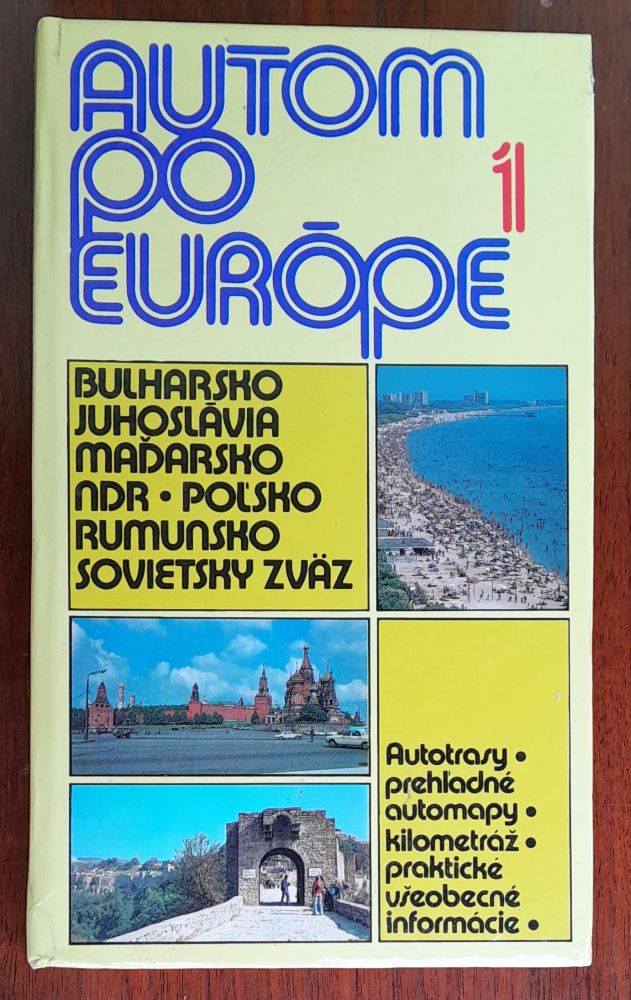 AUTOM
PO 1
EURÓPE
BULHARSKO
JUHOSLÁVIA
MAĎARSKO
NDR • POĽSKO
RUMUNSKO
SOVIETSKY ZVÄZ
Autotrasy •
prehľadné
automapy •
kilometráž •
praktické
všeobecné
informácie •